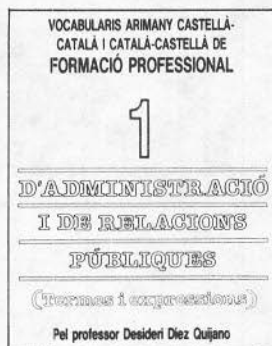 VOCABULARIS ARIMANY CASTELLÀ-
CATALÀ I CATALÀ-CASTELLÀ DE
FORMACIÓ PROFESSIONAL
1
D'ADMINISTRACIÓ
I DE RELACIONS
PÚBLIQUES
(Termes i expressions)
Pel professor Desideri Díez Quijano